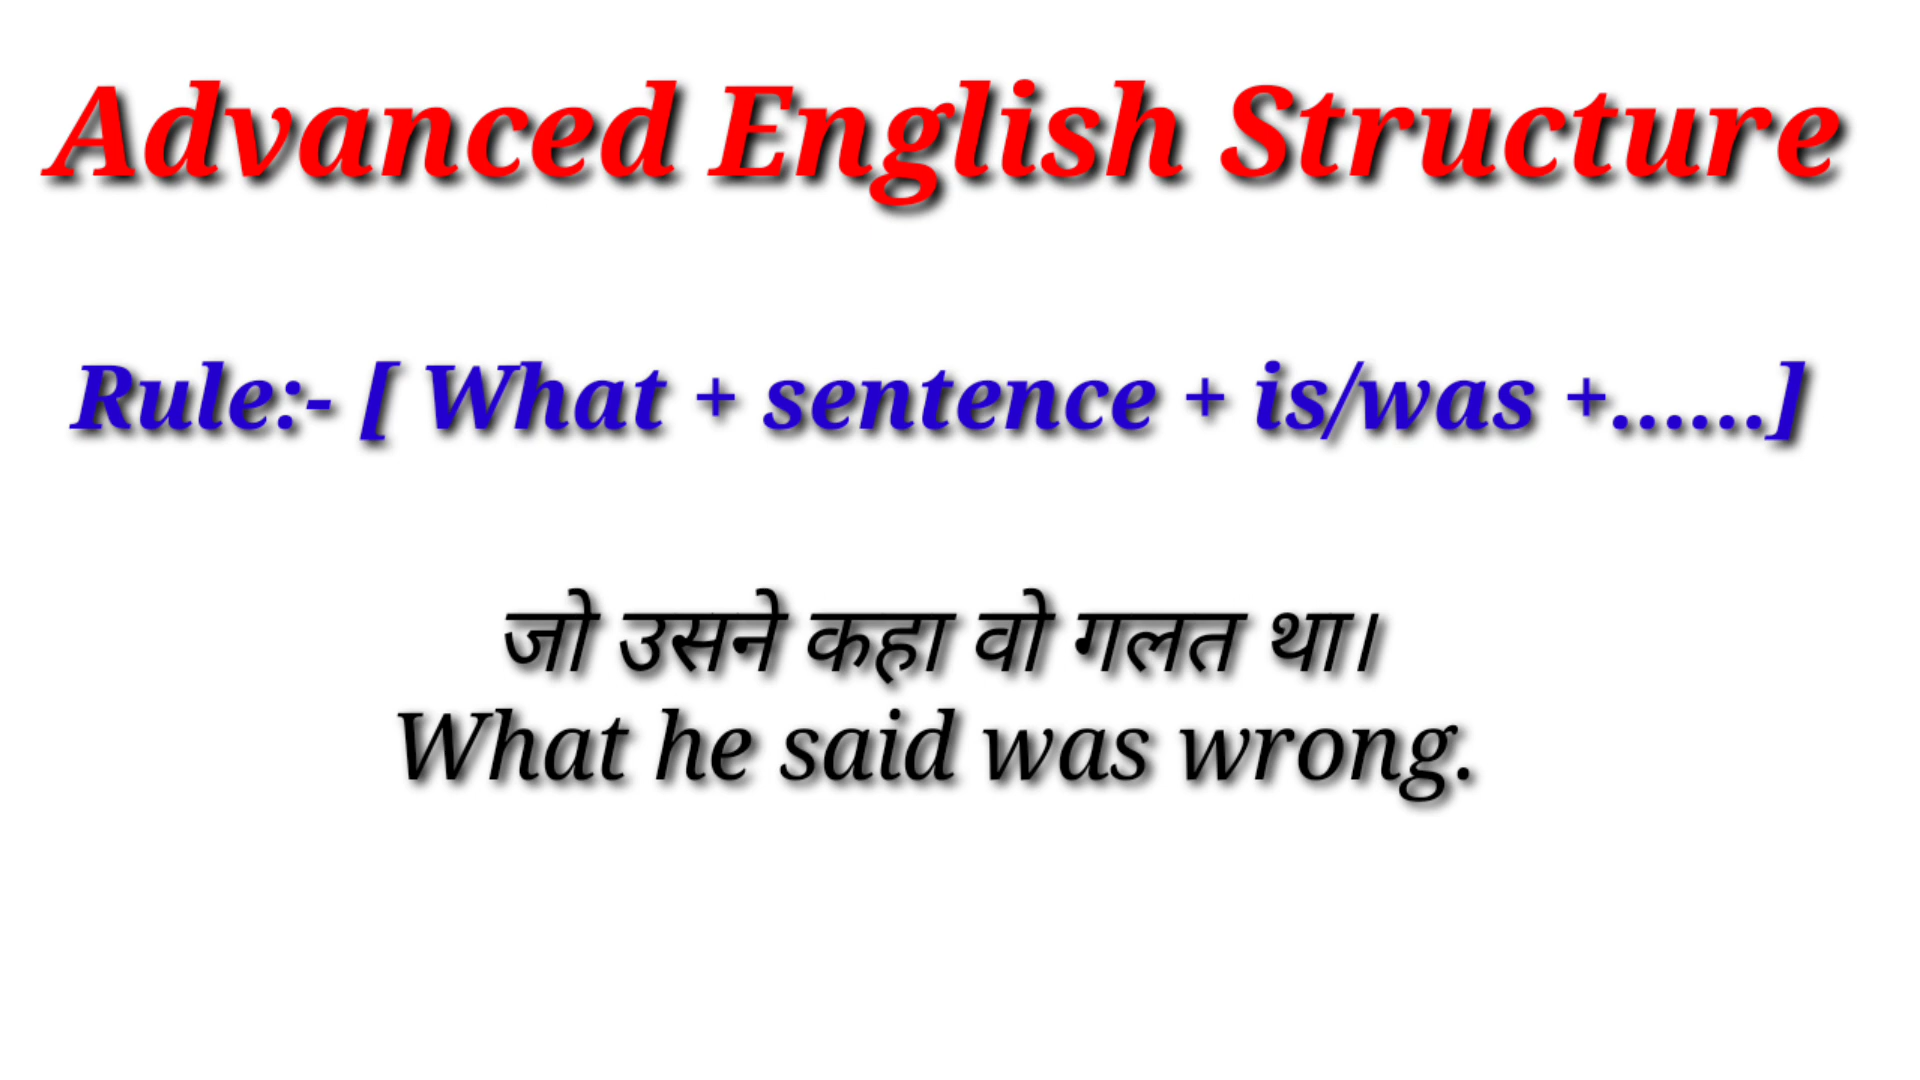 Advanced English Structure
Rule:- [ What + sentence + is/was +......]
जो उसने कहा वो गलत था।
What he said was wrong.